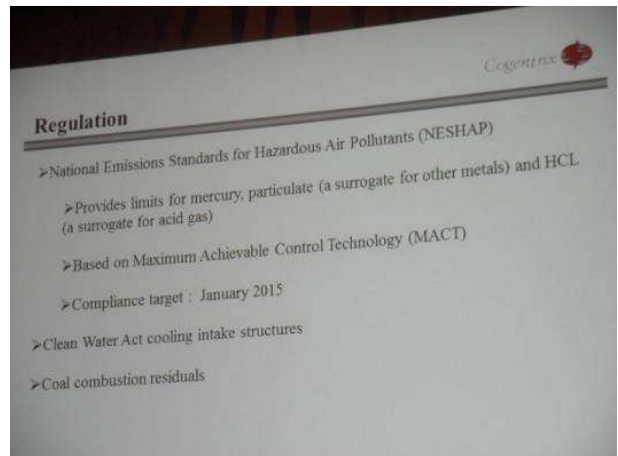 Cogentrix
Regulation
➢National Emissions Standards for Hazardous Air Pollutants (NESHAP)
➢Provides limits for mercury, particulate (a surrogate for other metals) and HCL
(a surrogate for acid gas)
➢Based on Maximum Achievable Control Technology (MACT)
➢Compliance target : January 2015
➢Clean Water Act cooling intake structures
➢Coal combustion residuals